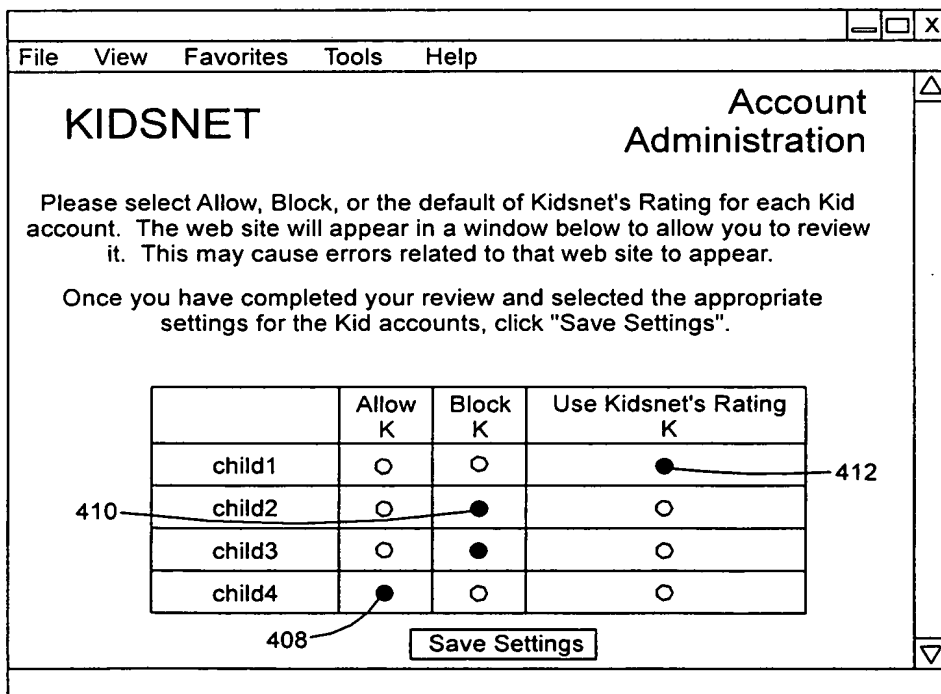 X
File View Favorites Tools Help
KIDSNET
Account
Administration
Please select Allow, Block, or the default of Kidsnet's Rating for each Kid
account. The web site will appear in a window below to allow you to review
it. This may cause errors related to that web site to appear.
Once you have completed your review and selected the appropriate
settings for the Kid accounts, click "Save Settings".
Allow Block Use Kidsnet's Rating
K K K
child1
412
410 child2
child3
child4
408
Save Settings